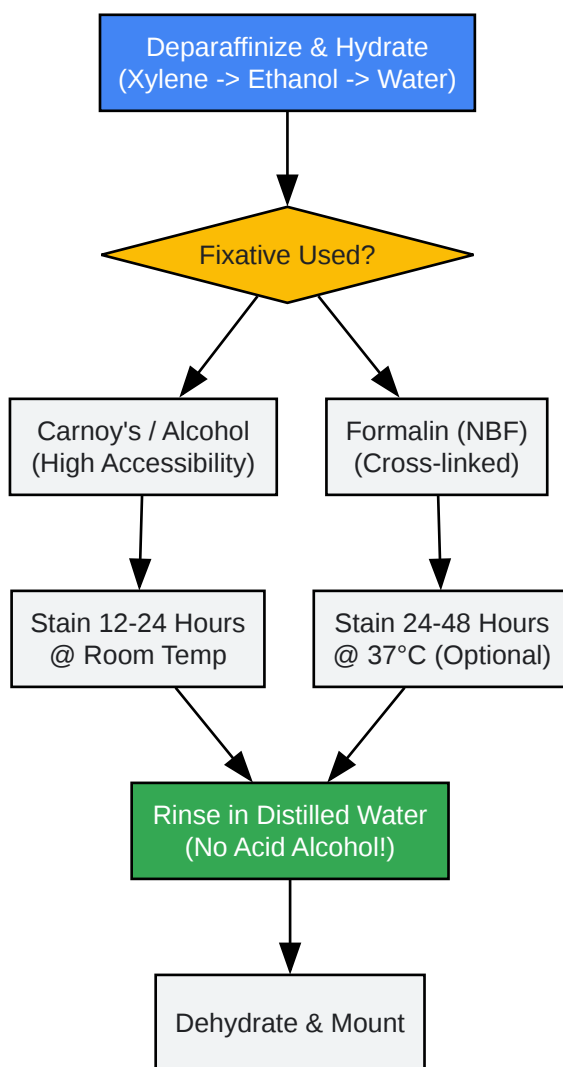 Deparaffinize & Hydrate
(Xylene -> Ethanol -> Water)
Fixative Used?
Carnoy's / Alcohol
(High Accessibility)
Formalin (NBF)
(Cross-linked)
Stain 12-24 Hours
@ Room Temp
Stain 24-48 Hours
@ 37°C (Optional)
Rinse in Distilled Water
(No Acid Alcohol!)
Dehydrate & Mount